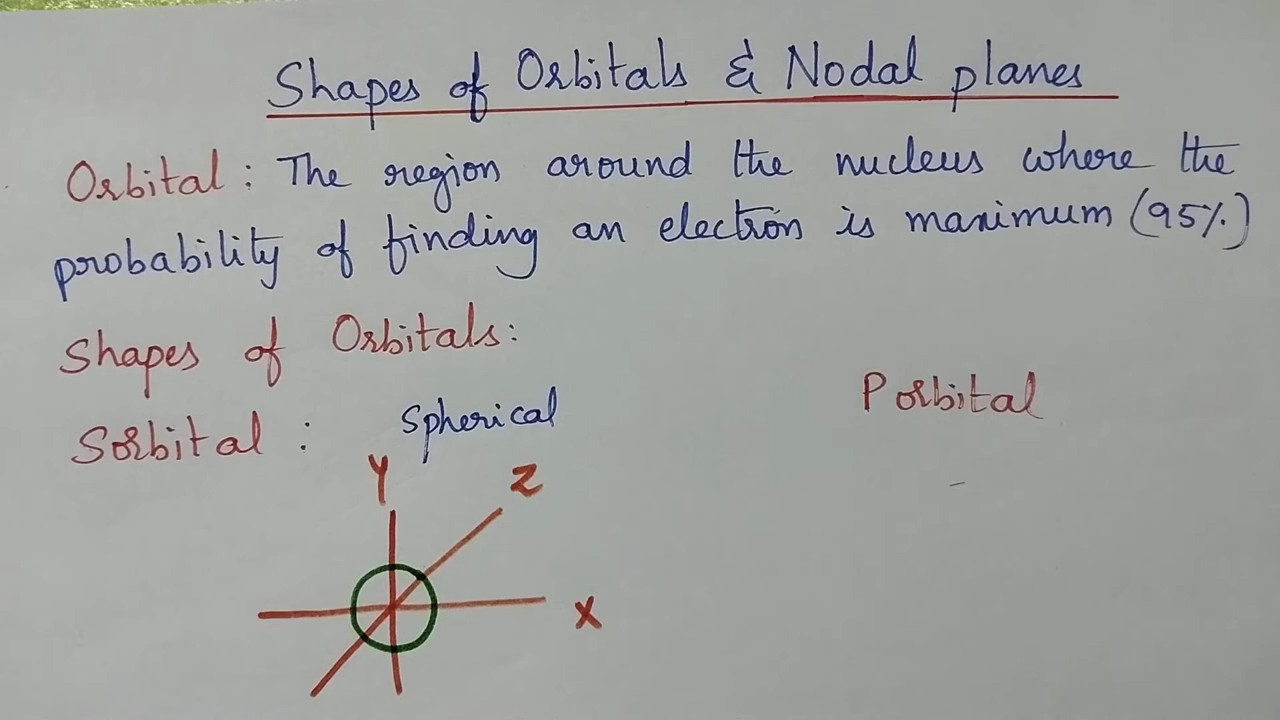 Shapes of Orbitals & Nodal planes
Orbital: The region around the nucleus where the
probability of finding an electron is maximum (95%)
Shapes of Orbitals:
Sorbital : Spherical
P orbital
Y
Z
X